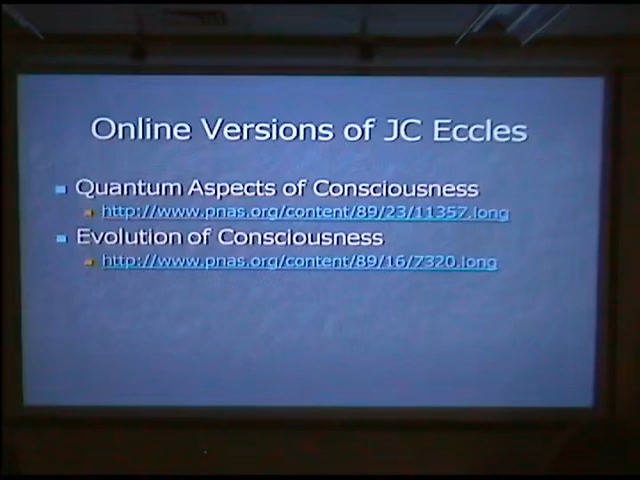 Online Versions of JC Eccles
Quantum Aspects of Consciousness
http://www.pnas.org/content/89/23/11357.long
Evolution of Consciousness
http://www.pnas.org/content/89/16/7320.long